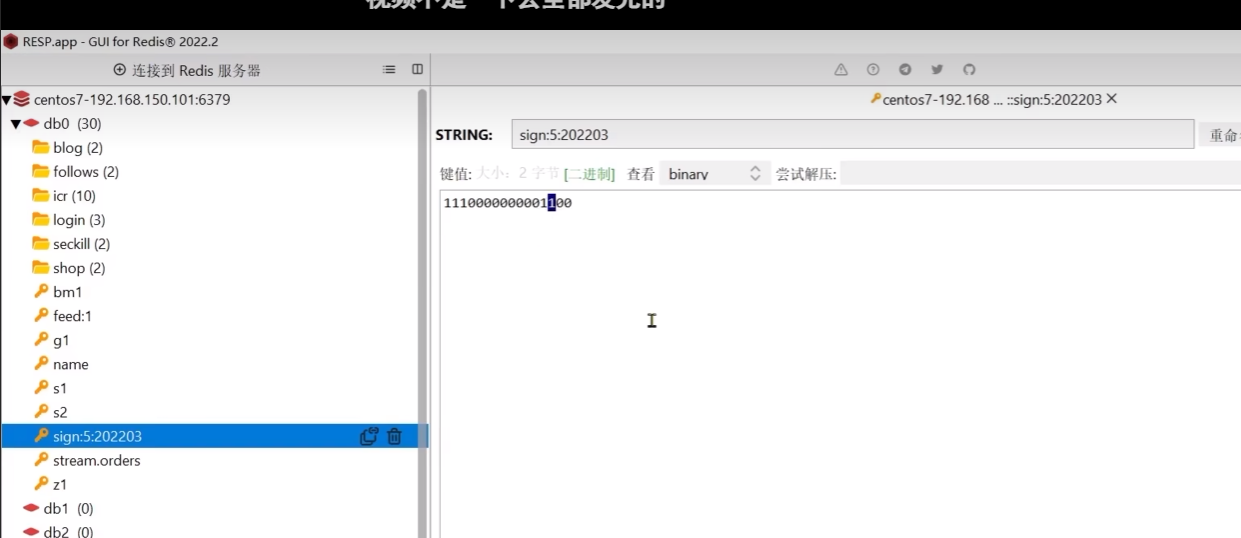 RESP.app - GUI for Redis® 2022.2
连接到 Redis 服务器
centos7-192.168.150.101:6379
centos7-192.168 ... ::sign:5:202203
db0 (30)
STRING: sign:5:202203
重命
blog (2)
follows (2)
键值: 大小: 2 字节 [二进制] 查看 binary 尝试解压:
icr (10)
1110000000001100
login (3)
seckill (2)
shop (2)
bm1
feed:1
g1
name
s1
s2
sign:5:202203
stream.orders
z1
db1 (0)
db2 (0)